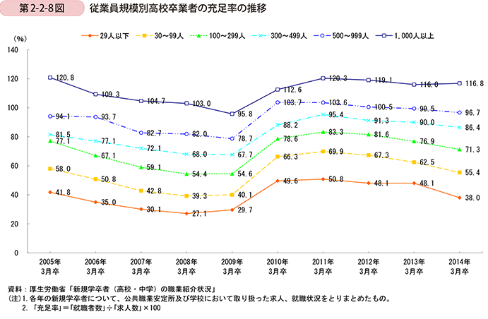 第2-2-8図 従業員規模別高校卒業者の充足率の推移
29人以下 30～99人 100～299人 300～499人 500～999人 1,000人以上
(%)
140
120
100
80
60
40
20
0
120.8 109.3 104.7 103.0 95.8 112.6 120.3 119.1 116.0 116.8
94.1 93.7 82.7 82.0 78.7 103.7 103.6 100.5 99.5 96.7
81.5 77.1 72.1 68.0 67.7 88.2 95.4 91.3 90.0 86.4
77.1 67.1 59.1 54.4 54.6 78.6 83.3 81.6 76.9 71.3
58.0 50.8 42.8 39.3 40.1 66.3 69.9 67.3 62.5 55.4
41.8 35.0 30.1 27.1 29.7 49.6 50.8 48.1 48.1 38.0
2005年 2006年 2007年 2008年 2009年 2010年 2011年 2012年 2013年 2014年
3月卒 3月卒 3月卒 3月卒 3月卒 3月卒 3月卒 3月卒 3月卒 3月卒
資料：厚生労働省「新規学卒者（高校・中学）の職業紹介状況」
（注）1. 各年の新規学卒者について、公共職業安定所及び学校において取り扱った求人、就職状況をとりまとめたもの。
2. 「充足率」＝「就職者数」÷「求人数」×100